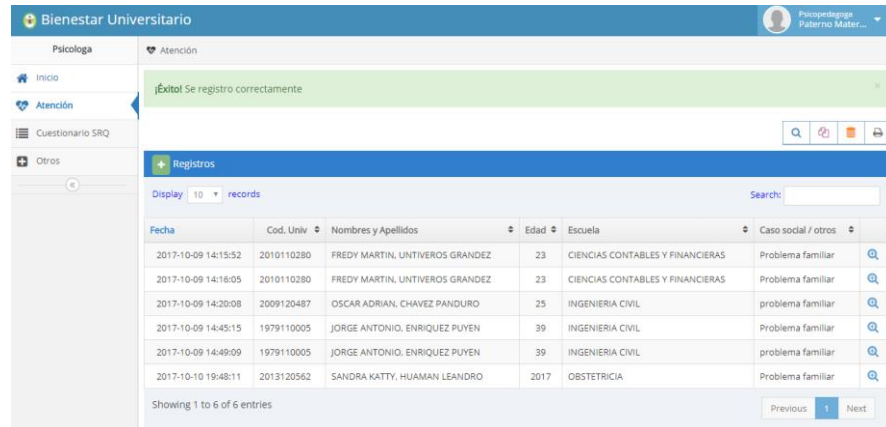 Bienestar Universitario
Psicopedagoga
Paterno Mater...
Psicologa
Atención
Inicio
¡Éxito! Se registro correctamente
×
Atención
Cuestionario SRQ
Otros
Registros
Display 10 records
Search:
Fecha Cod. Univ Nombres y Apellidos Edad Escuela Caso social / otros
2017-10-09 14:15:52 2010110280 FREDY MARTIN, UNTIVEROS GRANDEZ 23 CIENCIAS CONTABLES Y FINANCIERAS Problema familiar
2017-10-09 14:16:05 2010110280 FREDY MARTIN, UNTIVEROS GRANDEZ 23 CIENCIAS CONTABLES Y FINANCIERAS Problema familiar
2017-10-09 14:20:08 2009120487 OSCAR ADRIAN, CHAVEZ PANDURO 25 INGENIERIA CIVIL problema familiar
2017-10-09 14:45:15 1979110005 JORGE ANTONIO, ENRIQUEZ PUYEN 39 INGENIERIA CIVIL problema familiar
2017-10-09 14:49:09 1979110005 JORGE ANTONIO, ENRIQUEZ PUYEN 39 INGENIERIA CIVIL problema familiar
2017-10-10 19:48:11 2013120562 SANDRA KATTY, HUAMAN LEANDRO 2017 OBSTETRICIA Problema familiar
Showing 1 to 6 of 6 entries
Previous 1 Next